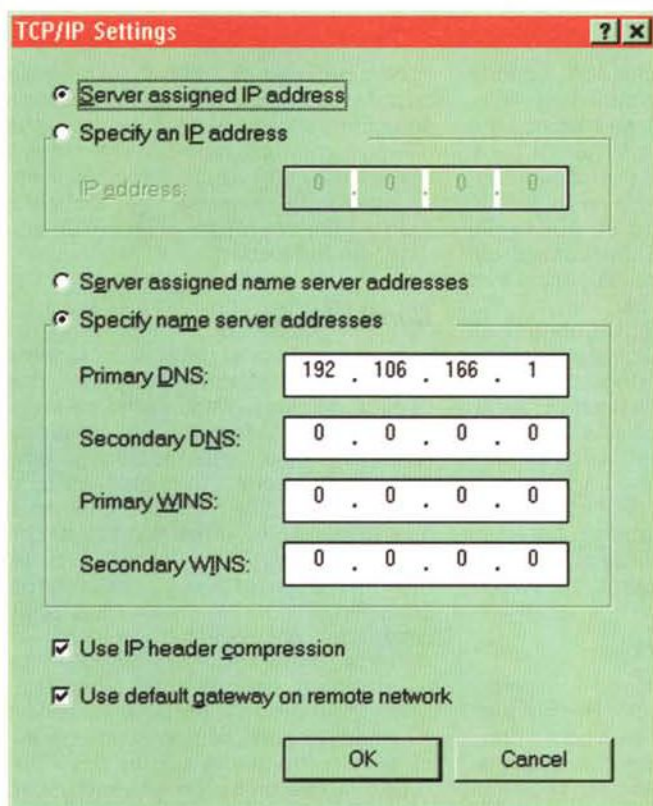 TCP/IP Settings
Server assigned IP address
Specify an IP address
IP address: 0 . 0 . 0 . 0
Server assigned name server addresses
Specify name server addresses
Primary DNS: 192 . 106 . 166 . 1
Secondary DNS: 0 . 0 . 0 . 0
Primary WINS: 0 . 0 . 0 . 0
Secondary WINS: 0 . 0 . 0 . 0
Use IP header compression
Use default gateway on remote network
OK Cancel